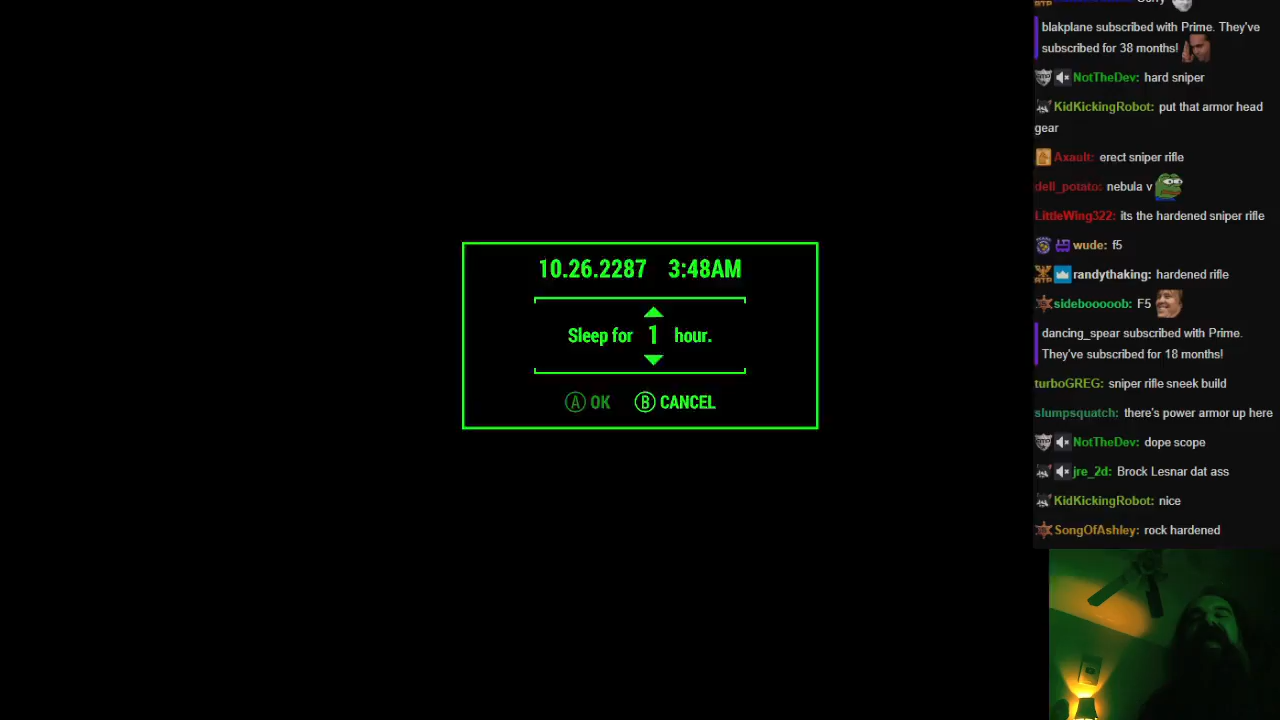 10.26.2287 3:48AM
Sleep for 1 hour.
A OK B CANCEL
blakplane subscribed with Prime. They've
subscribed for 38 months!
NotTheDev: hard sniper
KidKickingRobot: put that armor head
gear
Axault: erect sniper rifle
dell_potato: nebula v
LittleWing322: its the hardened sniper rifle
wude: f5
randythaking: hardened rifle
sidebooooob: F5
dancing_spear subscribed with Prime.
They've subscribed for 18 months!
turboGREG: sniper rifle sneek build
slumpsquatch: there's power armor up here
NotTheDev: dope scope
jre_2d: Brock Lesnar dat ass
KidKickingRobot: nice
SongOfAshley: rock hardened